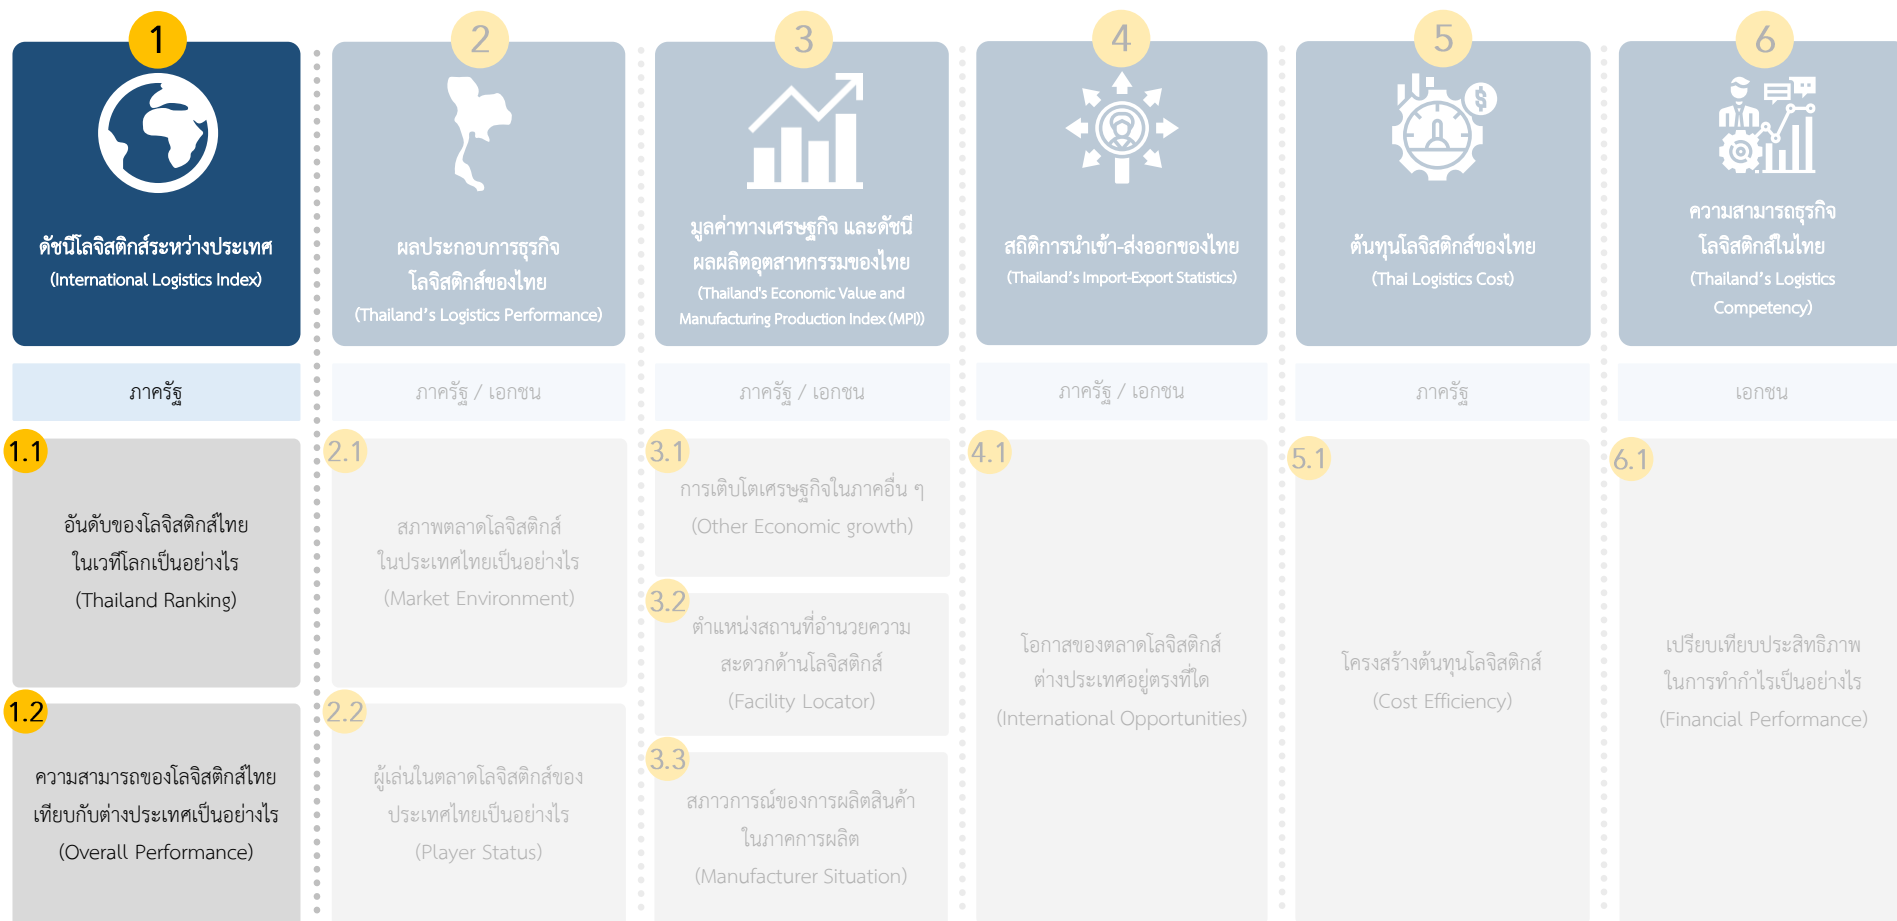 1
ดัชนีโลจิสติกส์ระหว่างประเทศ
(International Logistics Index)
ภาครัฐ
1.1
อันดับของโลจิสติกส์ไทย
ในเวทีโลกเป็นอย่างไร
(Thailand Ranking)
1.2
ความสามารถของโลจิสติกส์ไทย
เทียบกับต่างประเทศเป็นอย่างไร
(Overall Performance)
2
ผลประกอบการธุรกิจ
โลจิสติกส์ของไทย
(Thailand's Logistics Performance)
ภาครัฐ / เอกชน
2.1
สภาพตลาดโลจิสติกส์
ในประเทศไทยเป็นอย่างไร
(Market Environment)
2.2
ผู้เล่นในตลาดโลจิสติกส์ของ
ประเทศไทยเป็นอย่างไร
(Player Status)
3
มูลค่าทางเศรษฐกิจ และดัชนี
ผลผลิตอุตสาหกรรมของไทย
(Thailand's Economic Value and
Manufacturing Production Index (MPI))
ภาครัฐ / เอกชน
3.1
การเติบโตเศรษฐกิจในภาคอื่น ๆ
(Other Economic growth)
3.2
ตำแหน่งสถานที่อำนวยความ
สะดวกด้านโลจิสติกส์
(Facility Locator)
3.3
สภาวการณ์ของการผลิตสินค้า
ในภาคการผลิต
(Manufacturer Situation)
4
สถิติการนำเข้า-ส่งออกของไทย
(Thailand's Import-Export Statistics)
ภาครัฐ / เอกชน
4.1
โอกาสของตลาดโลจิสติกส์
ต่างประเทศอยู่ตรงที่ใด
(International Opportunities)
5
$
ต้นทุนโลจิสติกส์ของไทย
(Thai Logistics Cost)
ภาครัฐ
5.1
โครงสร้างต้นทุนโลจิสติกส์
(Cost Efficiency)
6
ความสามารถธุรกิจ
โลจิสติกส์ในไทย
(Thailand's Logistics
Competency)
เอกชน
6.1
เปรียบเทียบประสิทธิภาพ
ในการทำกำไรเป็นอย่างไร
(Financial Performance)